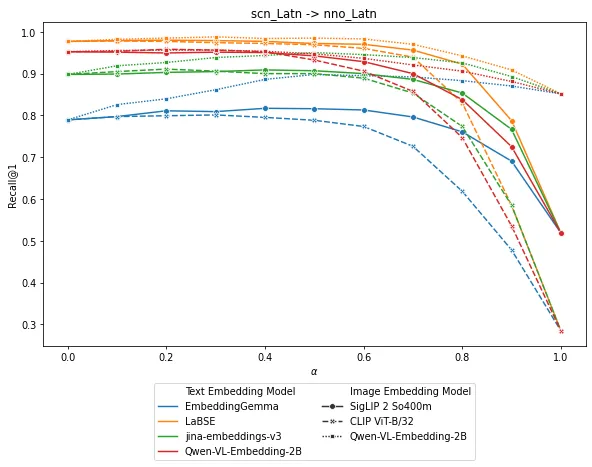 scn_Latn -> nno_Latn
1.0
0.9
0.8
0.7
0.6
0.5
0.4
0.3
Recall@1
0.0 0.2 0.4 0.6 0.8 1.0
α
Text Embedding Model
EmbeddingGemma
LaBSE
jina-embeddings-v3
Qwen-VL-Embedding-2B
Image Embedding Model
SigLIP 2 So400m
CLIP ViT-B/32
Qwen-VL-Embedding-2B